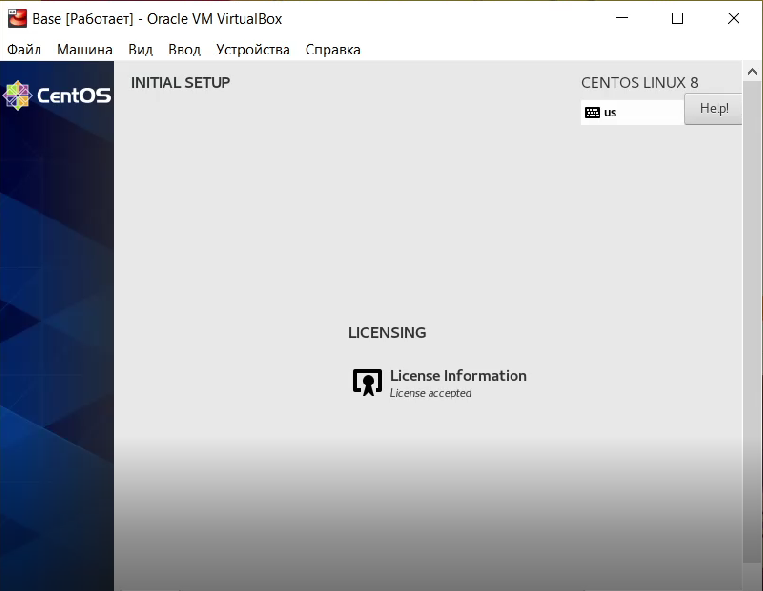 Base [Работает] - Oracle VM VirtualBox
Файл Машина Вид Ввод Устройства Справка
CentOS
INITIAL SETUP
CENTOS LINUX 8
us
Help!
LICENSING
License Information
License accepted